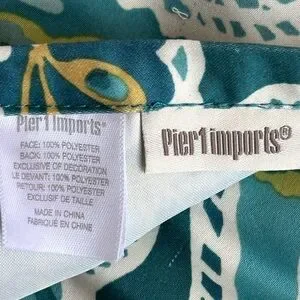 Pier1imports®
FACE: 100% POLYESTER
BACK: 100% POLYESTER
EXCLUSIVE OF DECORATION
LE DEVANT: 100% POLYESTER
RETOUR: 100% POLYESTER
EXCLUSIF DE TAILLE
MADE IN CHINA
FABRIQUÉ EN CHINE
Pier1imports®